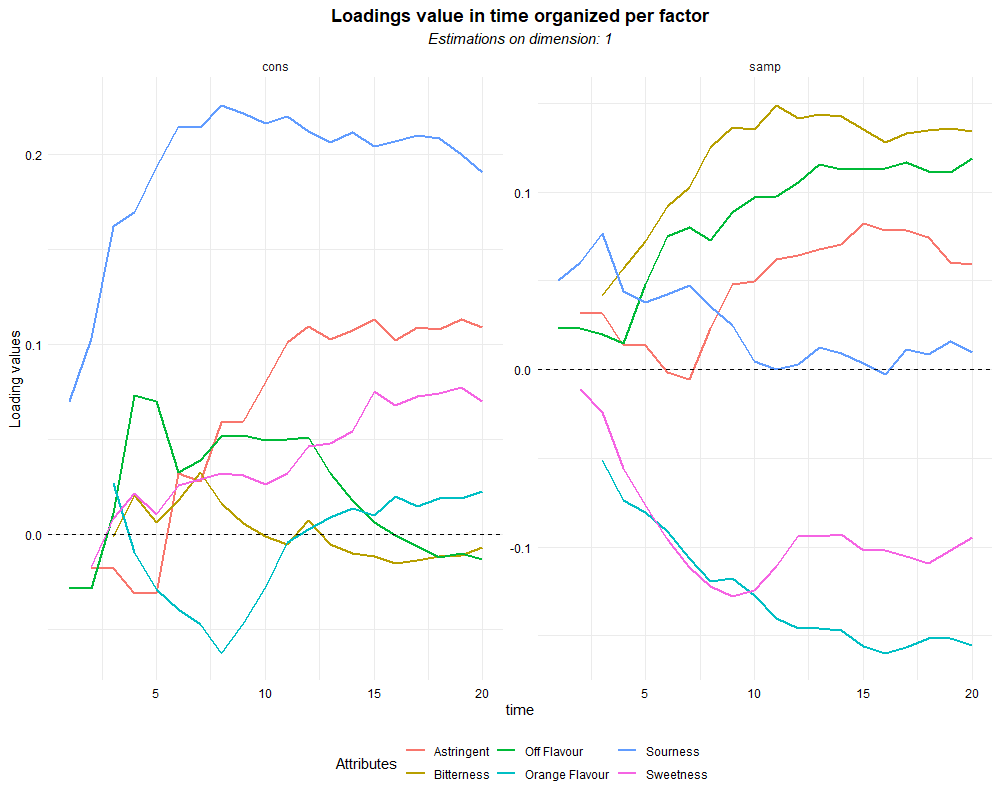 Loadings value in time organized per factor
Estimations on dimension: 1
cons
samp
Loading values
0.2
0.1
0.0
0.1
0.0
-0.1
5
10
15
20
5
10
15
20
time
Attributes
Astringent
Off Flavour
Sourness
Bitterness
Orange Flavour
Sweetness